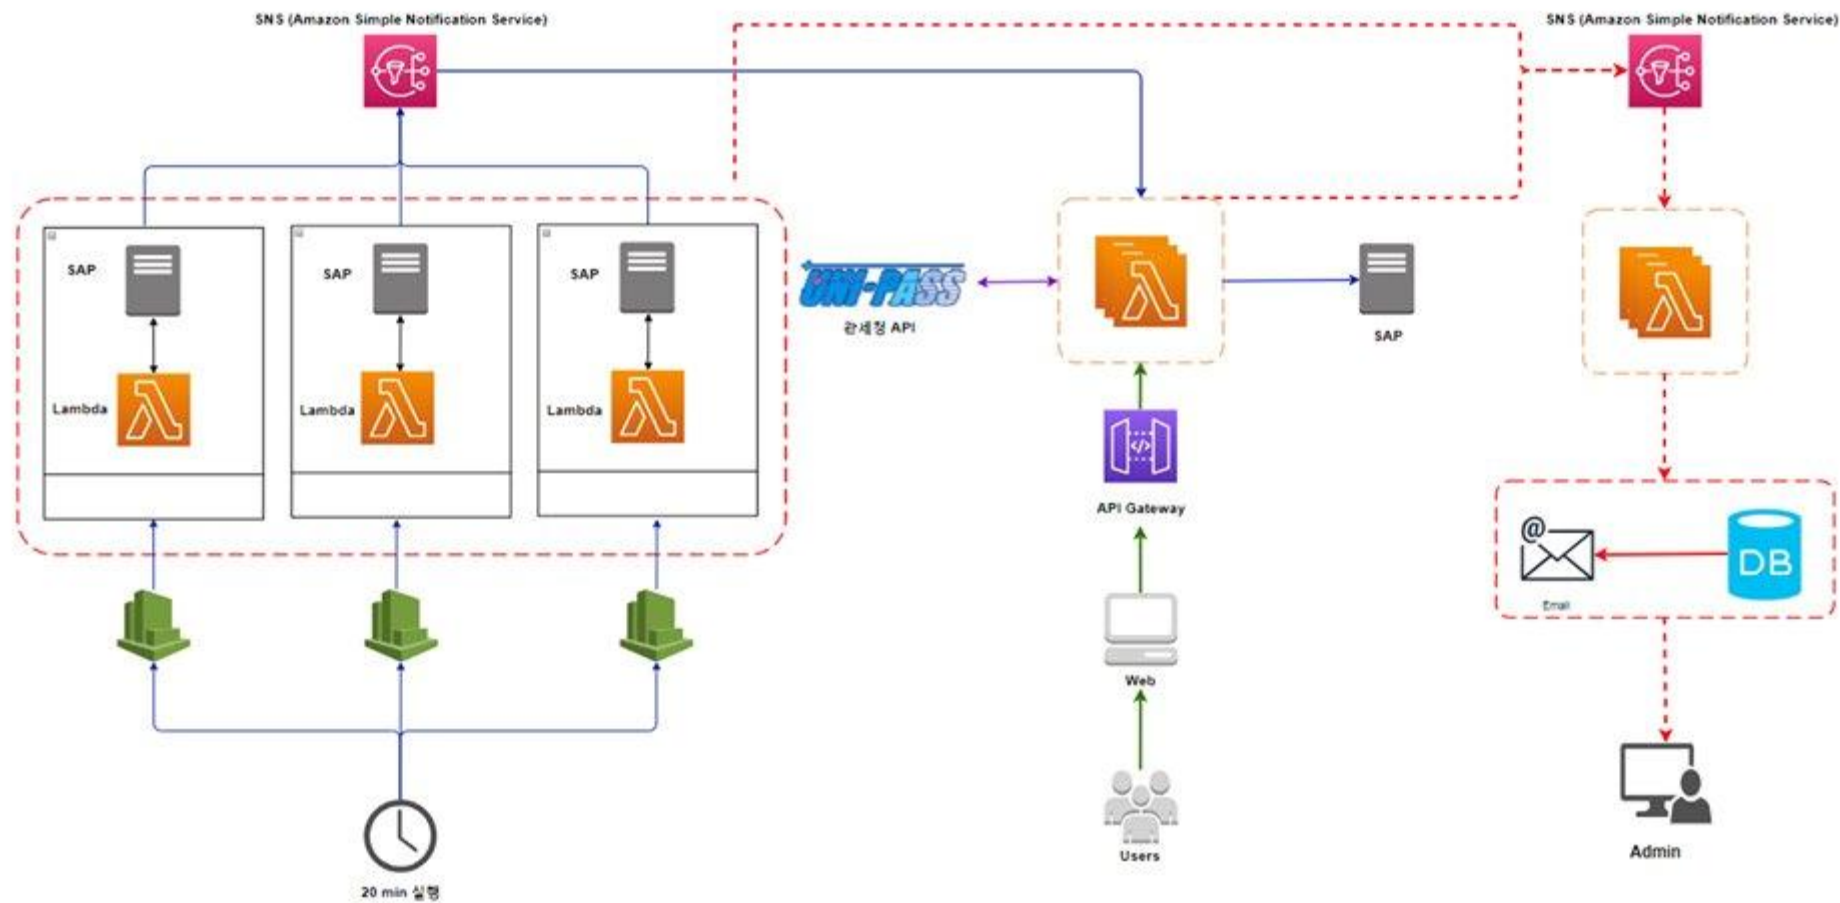 SNS (Amazon Simple Notification Service)
SNS (Amazon Simple Notification Service)
SAP
SAP
SAP
Lambda
Lambda
Lambda
UNI-PASS
관세청 API
SAP
</>
API Gateway
Web
Users
20 min 실행
@
Email
DB
Admin